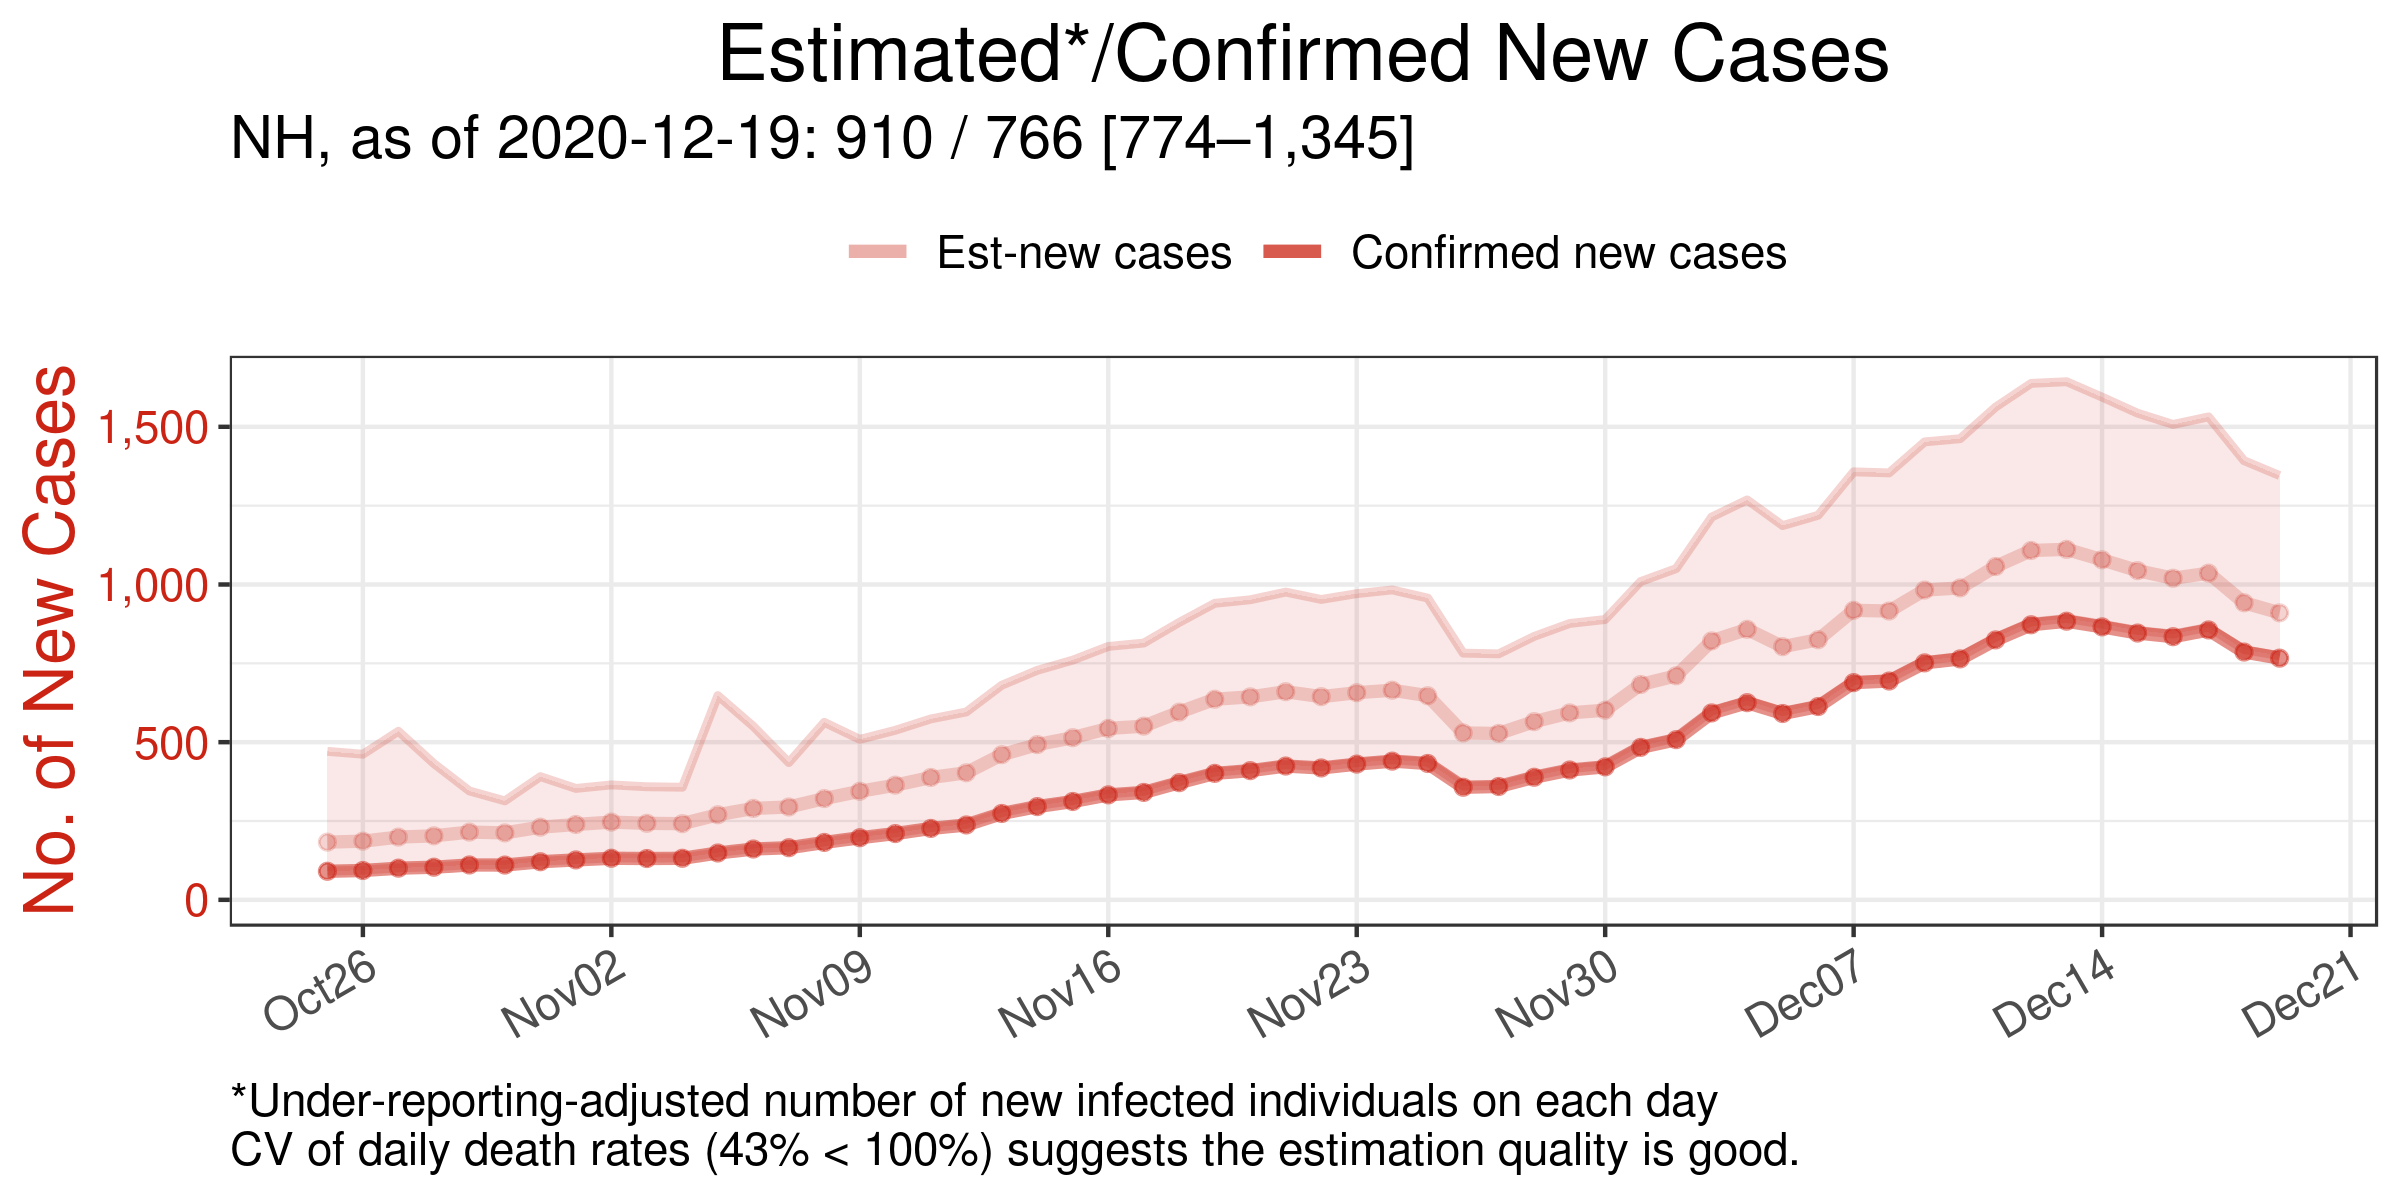 Estimated*/Confirmed New Cases
NH, as of 2020-12-19: 910 / 766 [774–1,345]
Est-new cases
Confirmed new cases
No. of New Cases
1,500
1,000
500
0
Oct26
Nov02
Nov09
Nov16
Nov23
Nov30
Dec07
Dec14
Dec21
*Under-reporting-adjusted number of new infected individuals on each day
CV of daily death rates (43% < 100%) suggests the estimation quality is good.